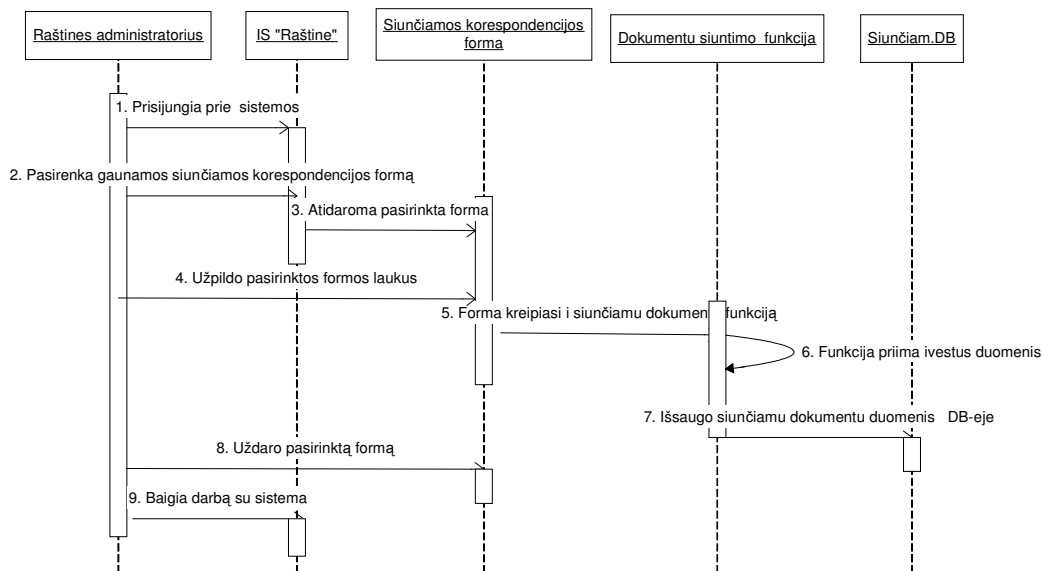 Raštines administratorius
IS "Raštine"
Siunčiamos korespondencijos
forma
Dokumentu siuntimo funkcija
Siunčiam.DB
1. Prisijungia prie sistemos
2. Pasirenka gaunamos siunčiamos korespondencijos formą
3. Atidaroma pasirinkta forma
4. Užpildo pasirinktos formos laukus
5. Forma kreipiasi i siunčiamu dokument funkciją
6. Funkcija priima ivestus duomenis
7. Išsaugo siunčiamu dokumentu duomenis DB-eje
8. Uždaro pasirinktą formą
9. Baigia darbą su sistema